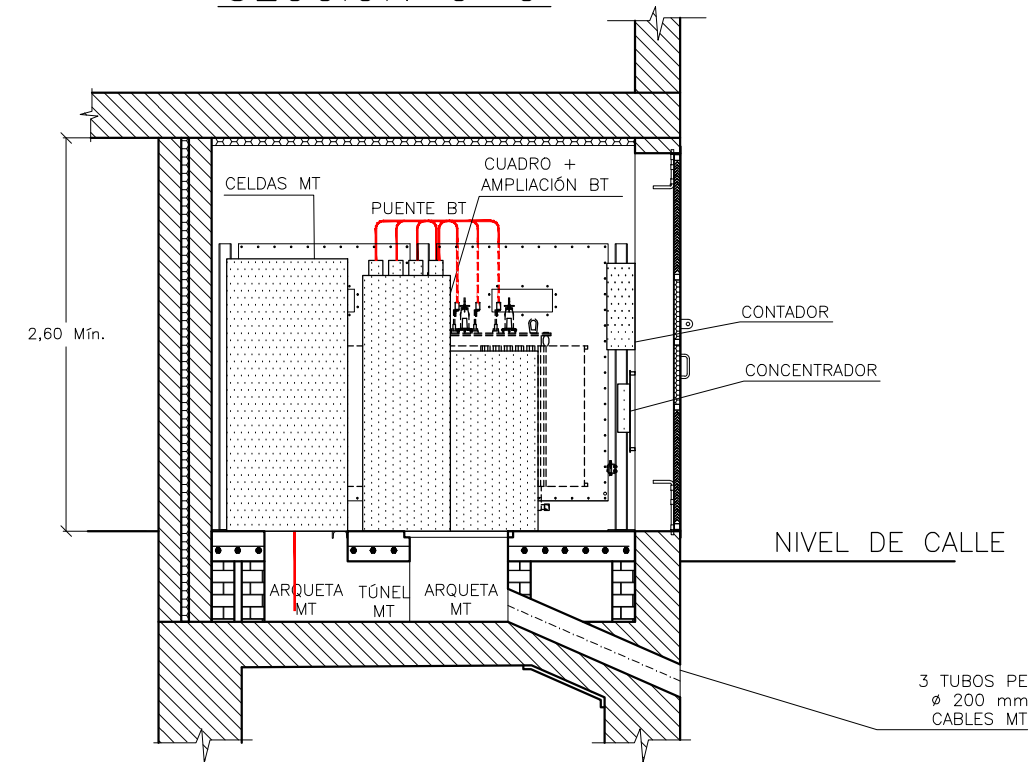 CELDAS MT
CUADRO +
AMPLIACIÓN BT
PUENTE BT
2,60 Mín.
CONTADOR
CONCENTRADOR
NIVEL DE CALLE
ARQUETA
MT
TÚNEL
MT
ARQUETA
MT
3 TUBOS PE
ø 200 mm
CABLES MT